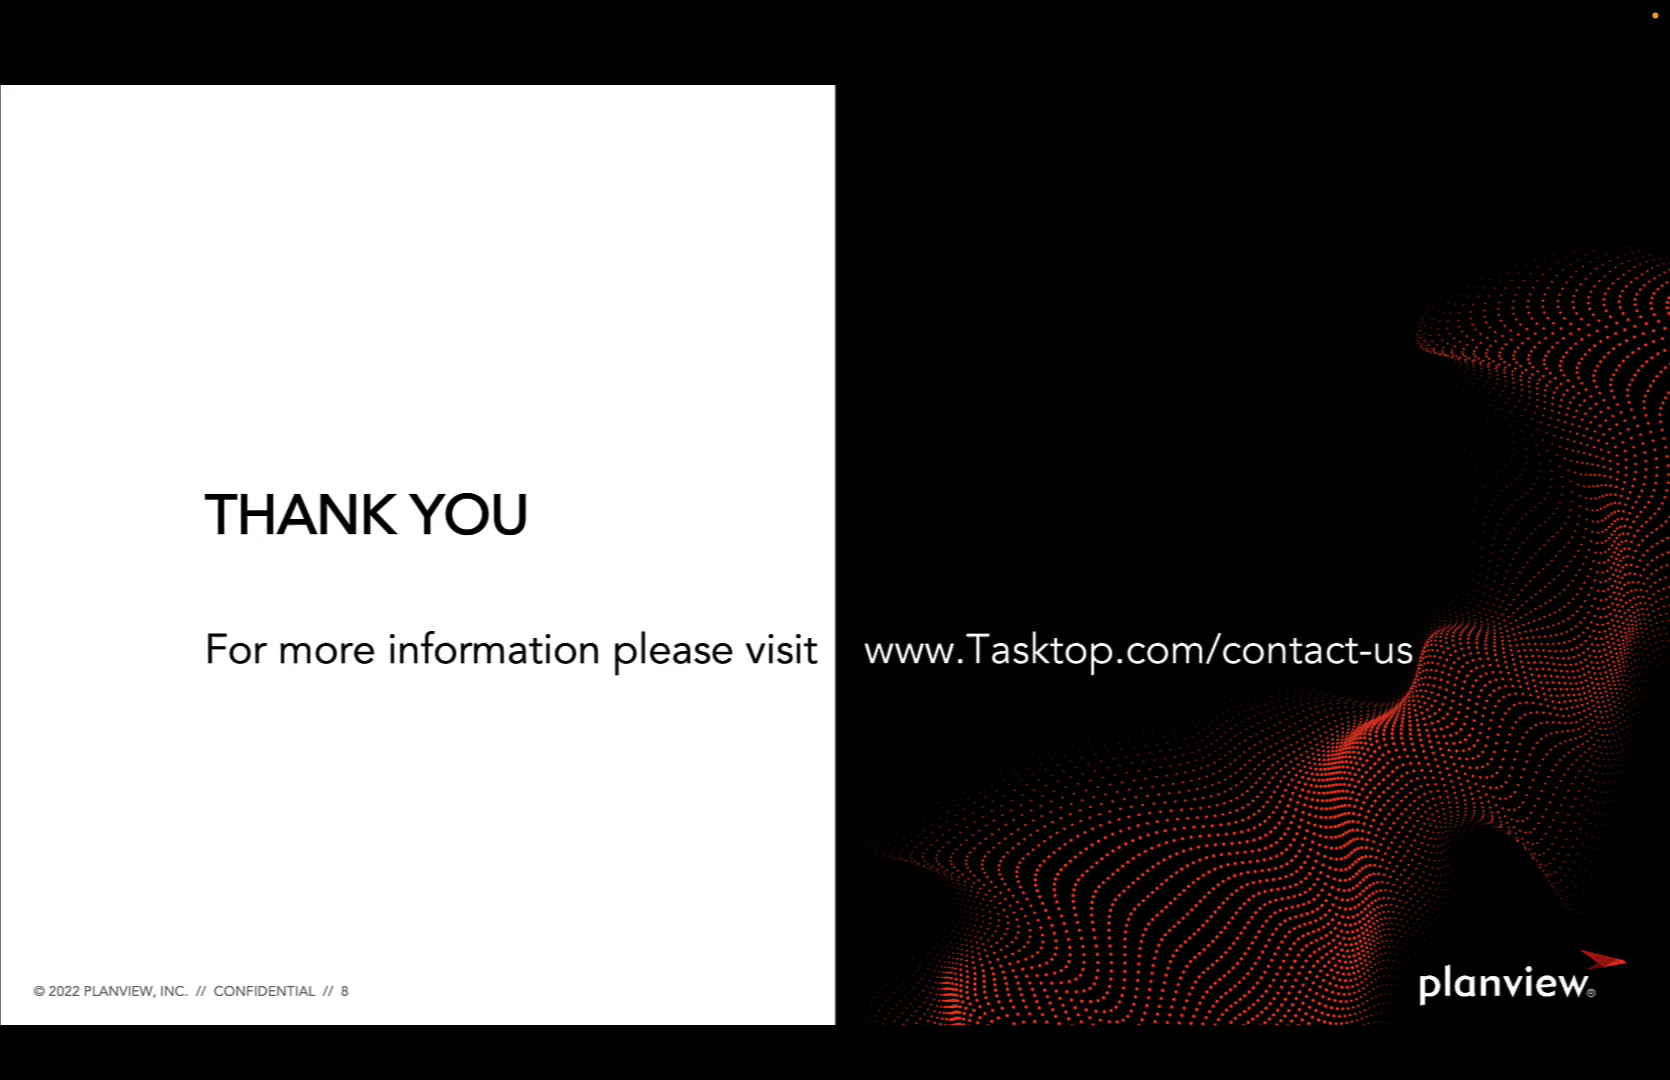 THANK YOU
For more information please visit www.Tasktop.com/contact-us
© 2022 PLANVIEW, INC. // CONFIDENTIAL // 8
planview®